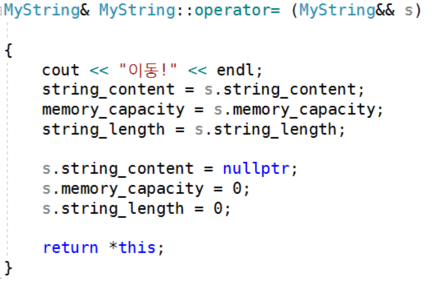 MyString& MyString::operator= (MyString&& s)
{
    cout << "이동!" << endl;
    string_content = s.string_content;
    memory_capacity = s.memory_capacity;
    string_length = s.string_length;
    s.string_content = nullptr;
    s.memory_capacity = 0;
    s.string_length = 0;
    return *this;
}